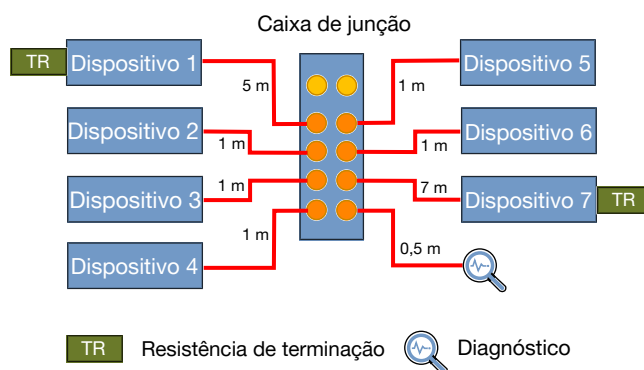 Caixa de junção
TR
Dispositivo 1
5 m
Dispositivo 2
1 m
Dispositivo 3
1 m
Dispositivo 4
1 m
Dispositivo 5
1 m
Dispositivo 6
1 m
Dispositivo 7
TR
7 m
0,5 m
TR
Resistência de terminação
Diagnóstico